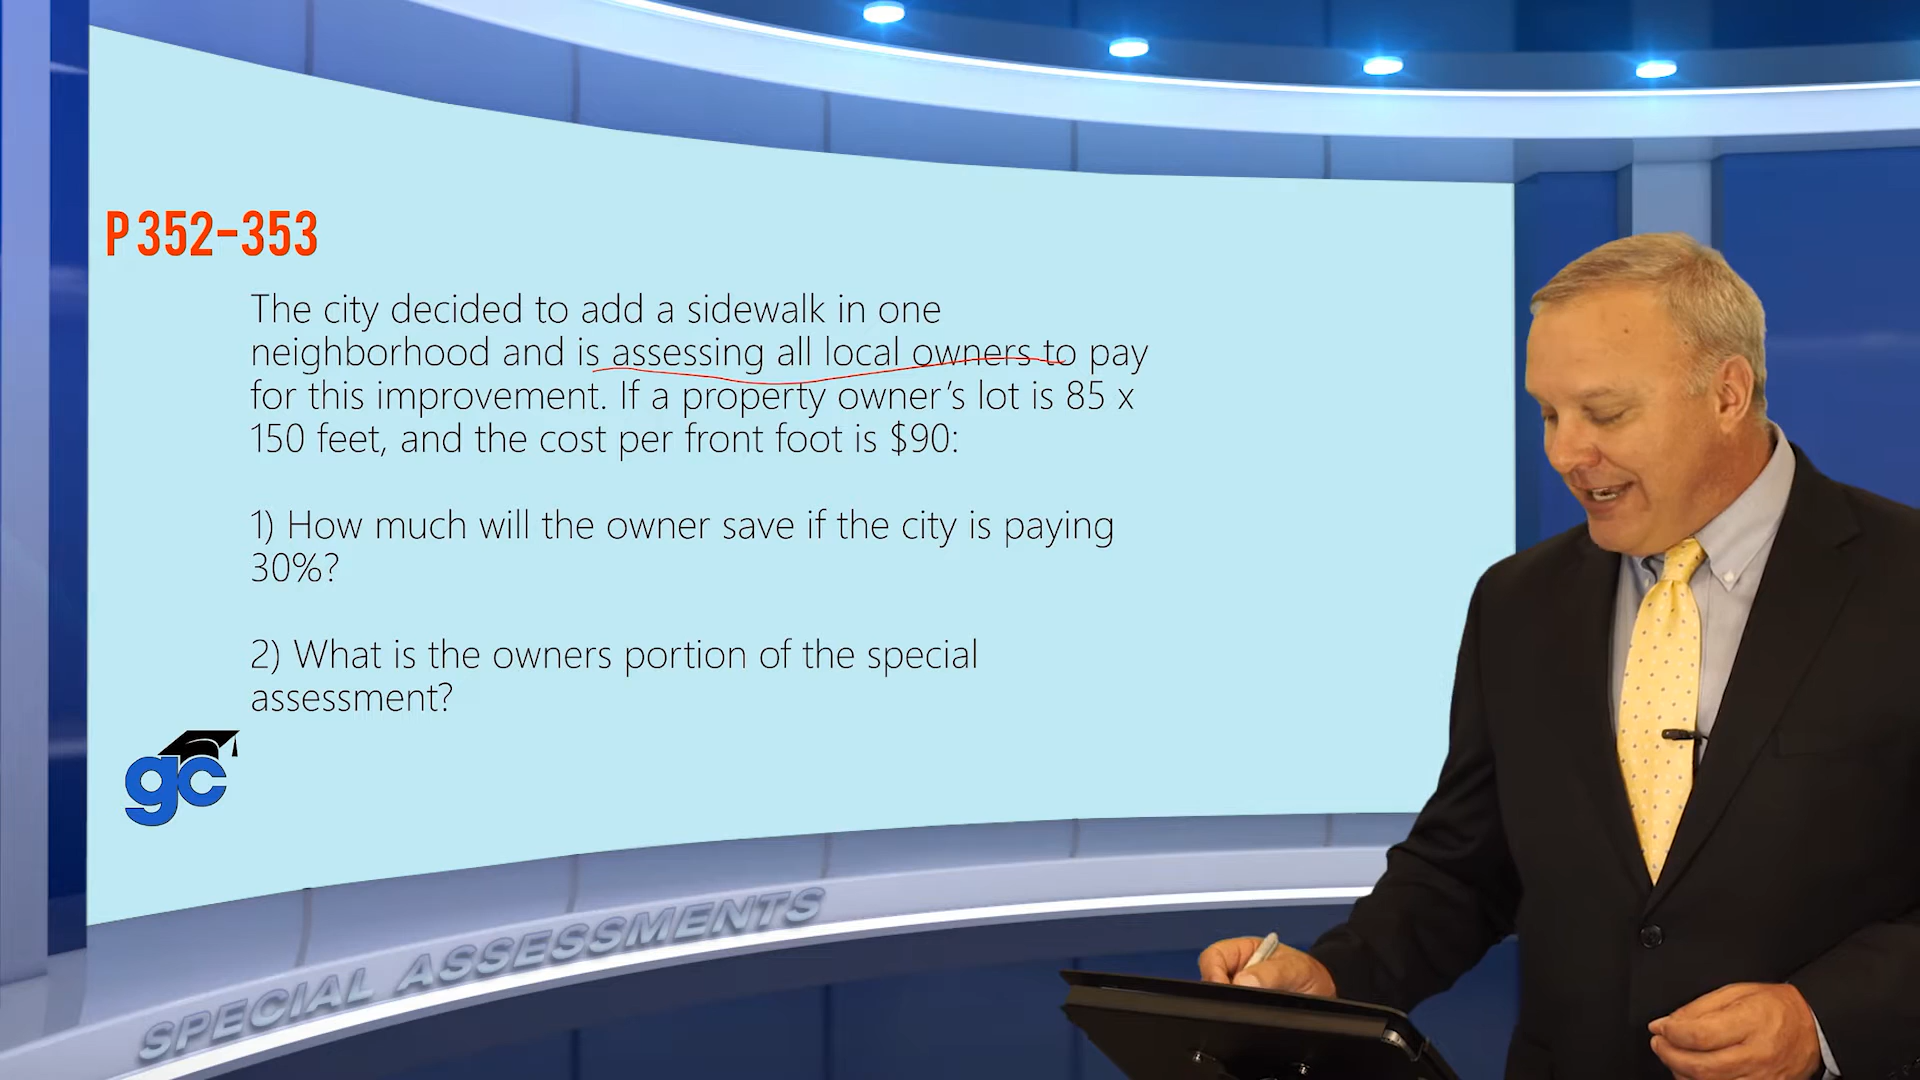 P 352-353
The city decided to add a sidewalk in one
neighborhood and is assessing all local owners to pay
for this improvement. If a property owner's lot is 85 x
150 feet, and the cost per front foot is $90:
1) How much will the owner save if the city is paying
30%?
2) What is the owners portion of the special
assessment?
gc
SPECIAL ASSESSMENTS